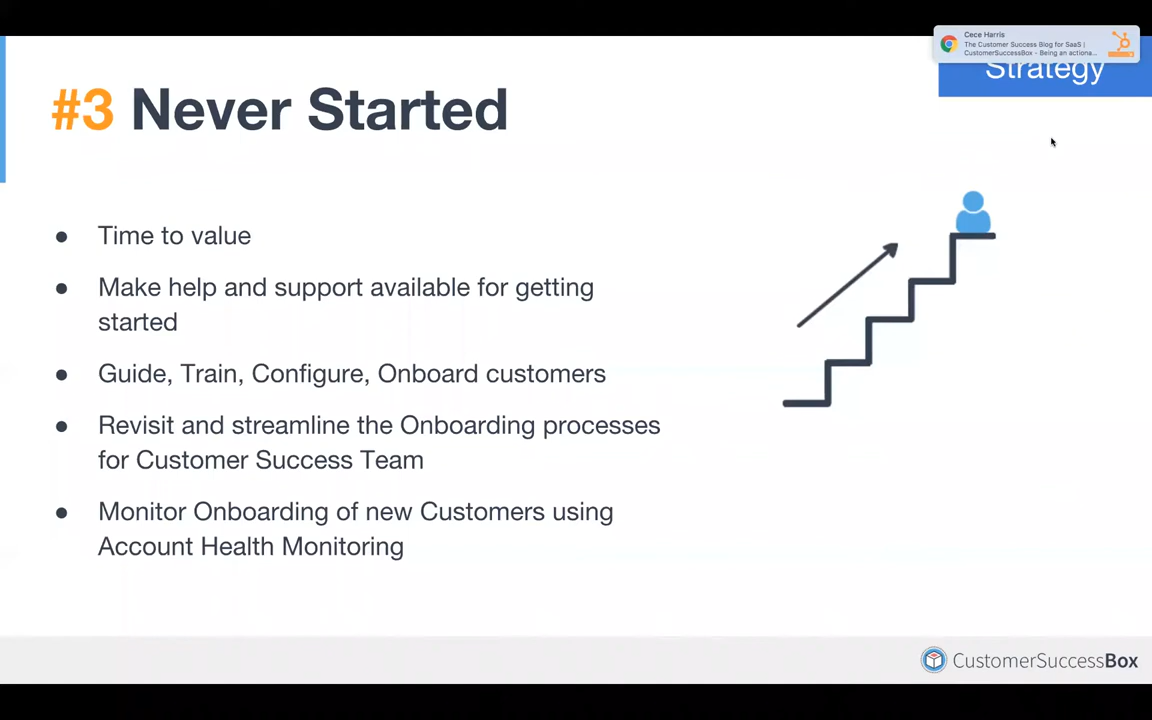 Cece Harris
The Customer Success Blog for SaaS |
CustomerSuccessBox - Being an actiona...
Strategy
#3 Never Started
● Time to value
● Make help and support available for getting
started
● Guide, Train, Configure, Onboard customers
● Revisit and streamline the Onboarding processes
for Customer Success Team
● Monitor Onboarding of new Customers using
Account Health Monitoring
CustomerSuccessBox